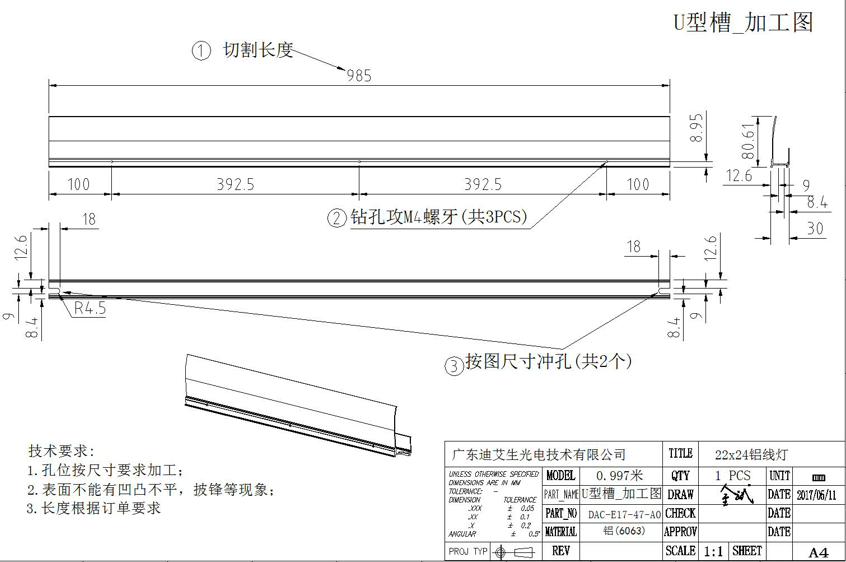 U型槽_加工图
① 切割长度
985
8.95
80.61
12.6
9
8.4
30
100
392.5
392.5
100
②钻孔攻M4螺牙(共3PCS)
18
12.6
9
8.4
R4.5
18
12.6
9
8.4
③按图尺寸冲孔(共2个)
技术要求:
1.孔位按尺寸要求加工;
2.表面不能有凹凸不平，披锋等现象;
3.长度根据订单要求
广东迪艾生光电技术有限公司 TITLE 22x24铝线灯
UNLESS OTHERWISE SPECIFIED
DIMENSIONS ARE IN MM
TOLERANCE: -
DIMENSION TOLERANCE
.XXX ± 0.05
.XX ± 0.1
.X ± 0.2
ANGULAR ± 0.5°
MODEL 0.997米 QTY 1 PCS UNIT
PART_NAME U型槽_加工图 DRAW DATE 2017/06/11
PART_NO DAC-E17-47-A0 CHECK DATE
MATERIAL 铝(6063) APPROV DATE
PROJ TYP REV SCALE 1:1 SHEET A4